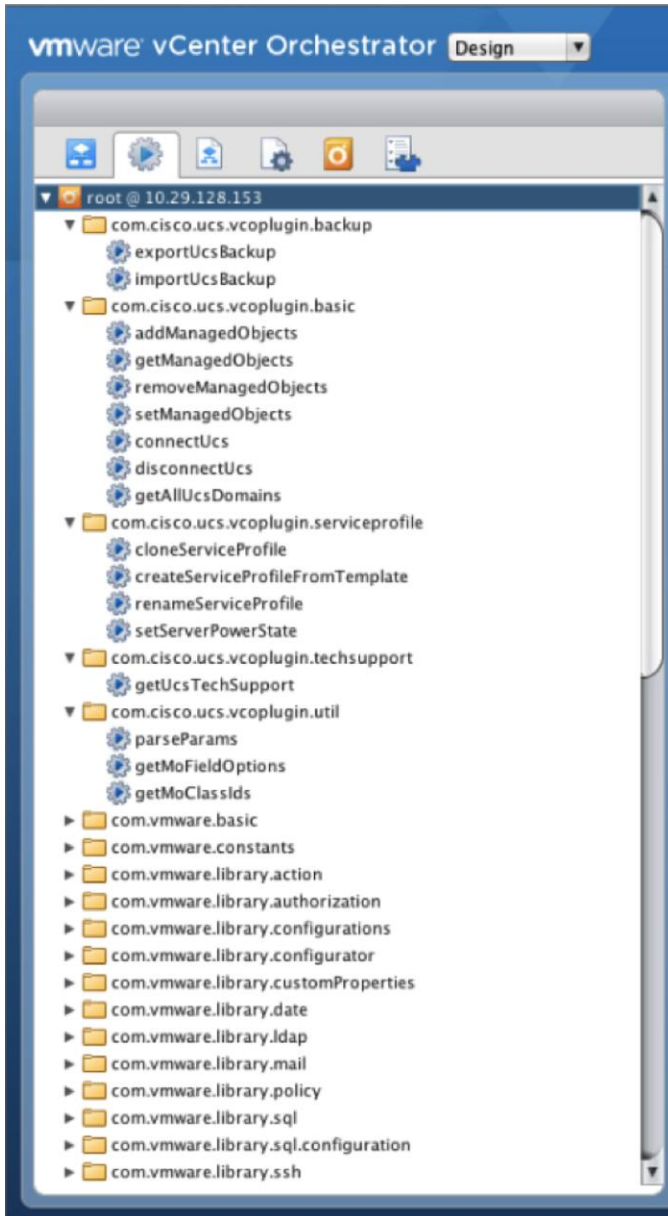 vmware vCenter Orchestrator Design
root @ 10.29.128.153
com.cisco.ucs.vcoplugin.backup
exportUcsBackup
importUcsBackup
com.cisco.ucs.vcoplugin.basic
addManagedObjects
getManagedObjects
removeManagedObjects
setManagedObjects
connectUcs
disconnectUcs
getAllUcsDomains
com.cisco.ucs.vcoplugin.serviceprofile
cloneServiceProfile
createServiceProfileFromTemplate
renameServiceProfile
setServerPowerState
com.cisco.ucs.vcoplugin.techsupport
getUcsTechSupport
com.cisco.ucs.vcoplugin.util
parseParams
getMoFieldOptions
getMoClassIds
com.vmware.basic
com.vmware.constants
com.vmware.library.action
com.vmware.library.authorization
com.vmware.library.configurations
com.vmware.library.configurator
com.vmware.library.customProperties
com.vmware.library.date
com.vmware.library.ldap
com.vmware.library.mail
com.vmware.library.policy
com.vmware.library.sql
com.vmware.library.sql.configuration
com.vmware.library.ssh